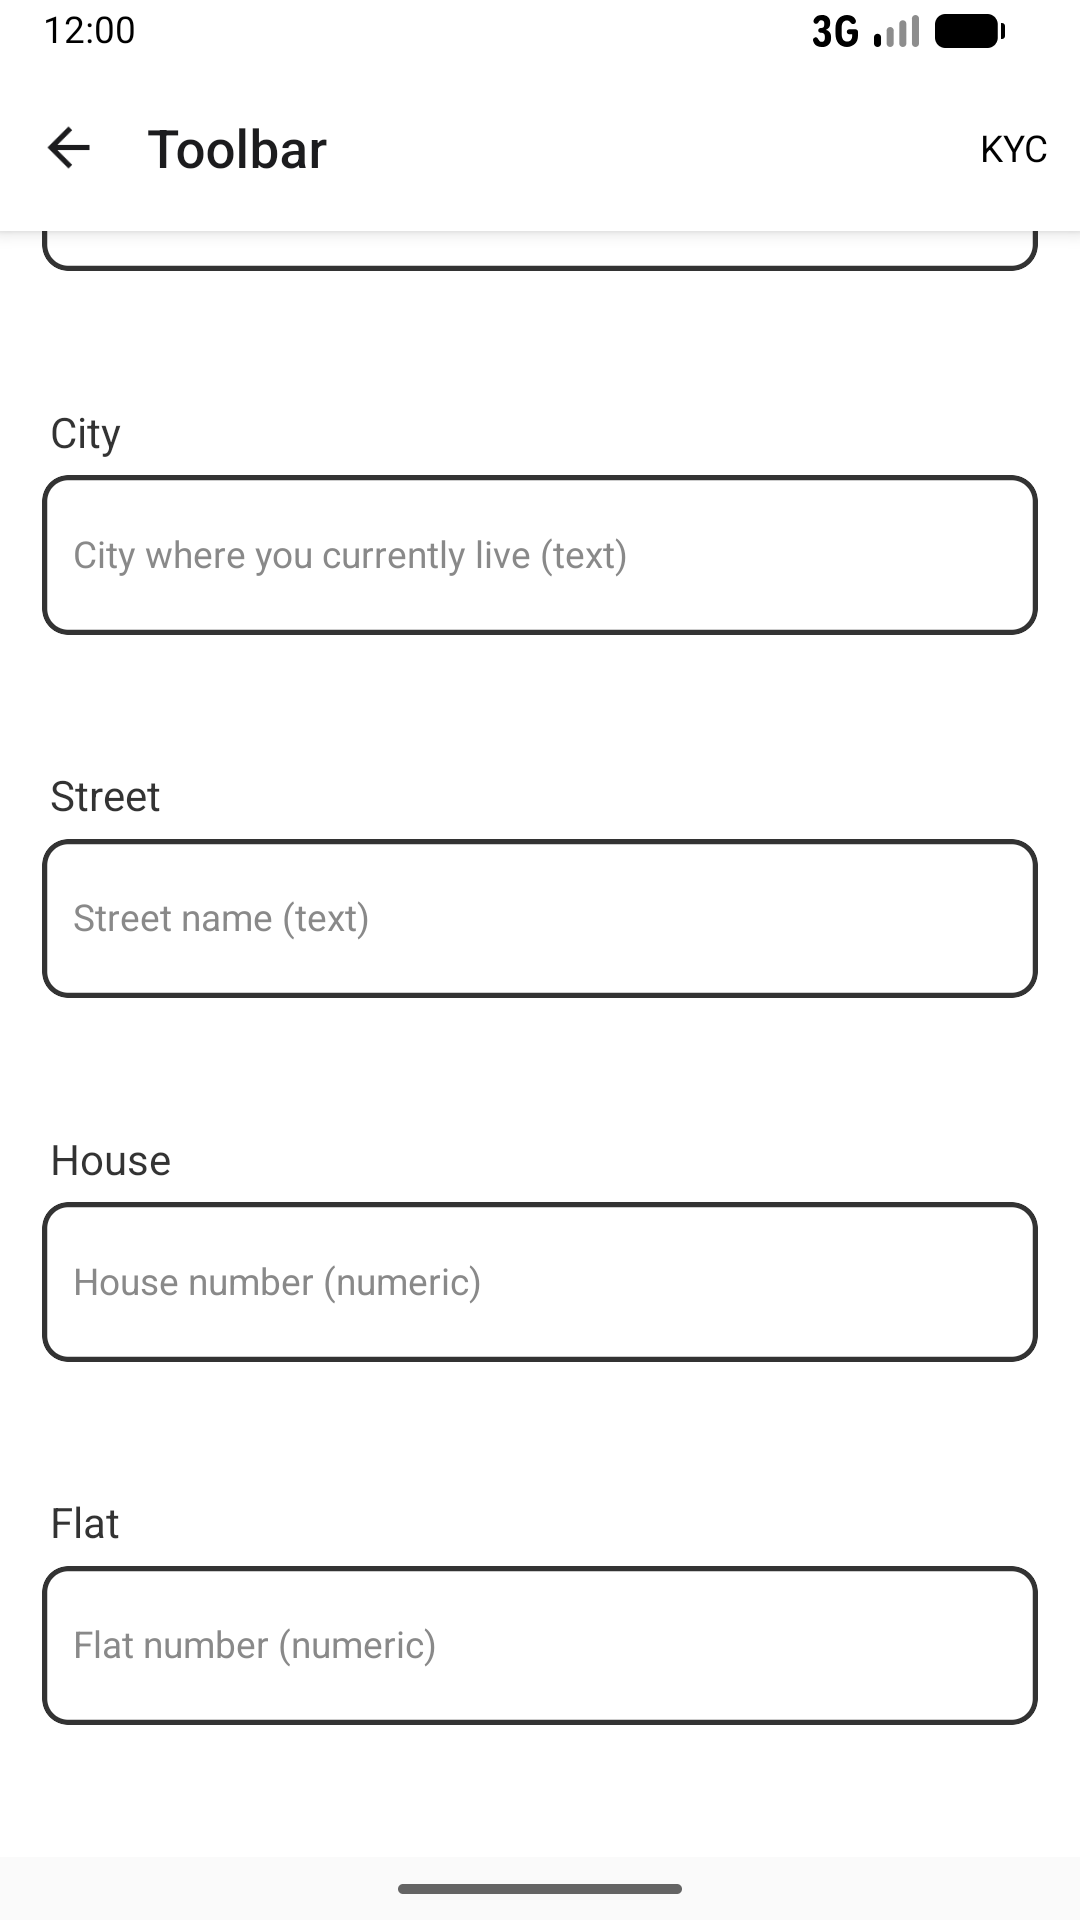 12:00
3G
Toolbar
KYC
City
City where you currently live (text)
Street
Street name (text)
House
House number (numeric)
Flat
Flat number (numeric)